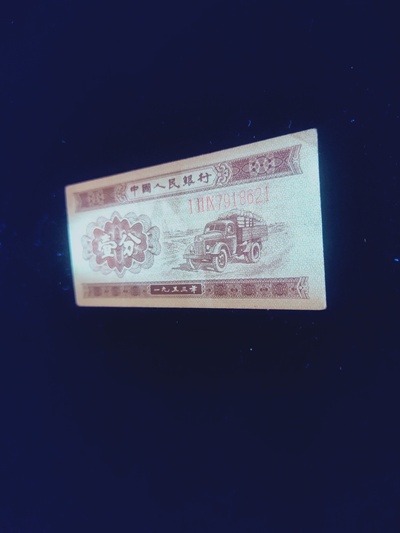 中國人民銀行
壹分
一九五三年